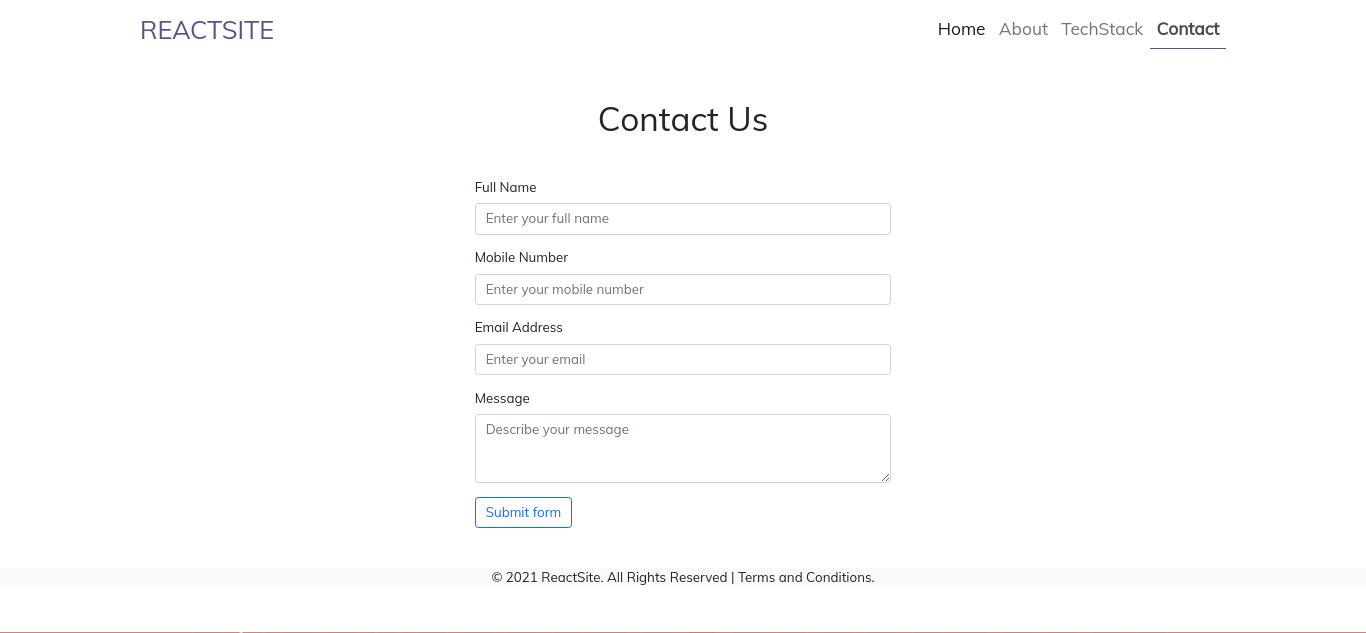 REACTSITE
Home About TechStack Contact
Contact Us
Full Name
Enter your full name
Mobile Number
Enter your mobile number
Email Address
Enter your email
Message
Describe your message
Submit form
© 2021 ReactSite. All Rights Reserved | Terms and Conditions.